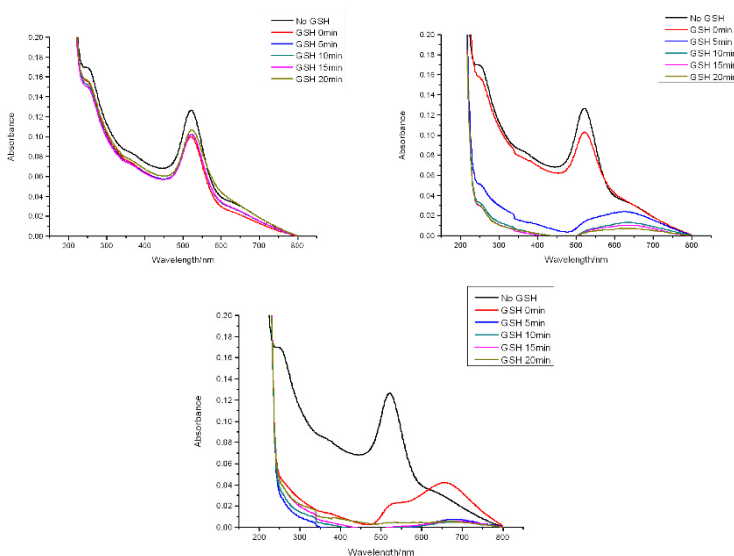 No GSH
GSH 0min
GSH 5min
GSH 10min
GSH 15min
GSH 20min
0.20
0.18
0.16
0.14
0.12
0.10
0.08
0.06
0.04
0.02
0.00
Absorbance
200 300 400 500 600 700 800
Wavelength/nm
No GSH
GSH 0min
GSH 5min
GSH 10min
GSH 15min
GSH 20min
0.20
0.18
0.16
0.14
0.12
0.10
0.08
0.06
0.04
0.02
0.00
Absorbance
200 300 400 500 600 700 800
Wavelength/nm
No GSH
GSH 0min
GSH 5min
GSH 10min
GSH 15min
GSH 20min
0.20
0.18
0.16
0.14
0.12
0.10
0.08
0.06
0.04
0.02
0.00
Absorbance
200 300 400 500 600 700 800
Wavelength/nm